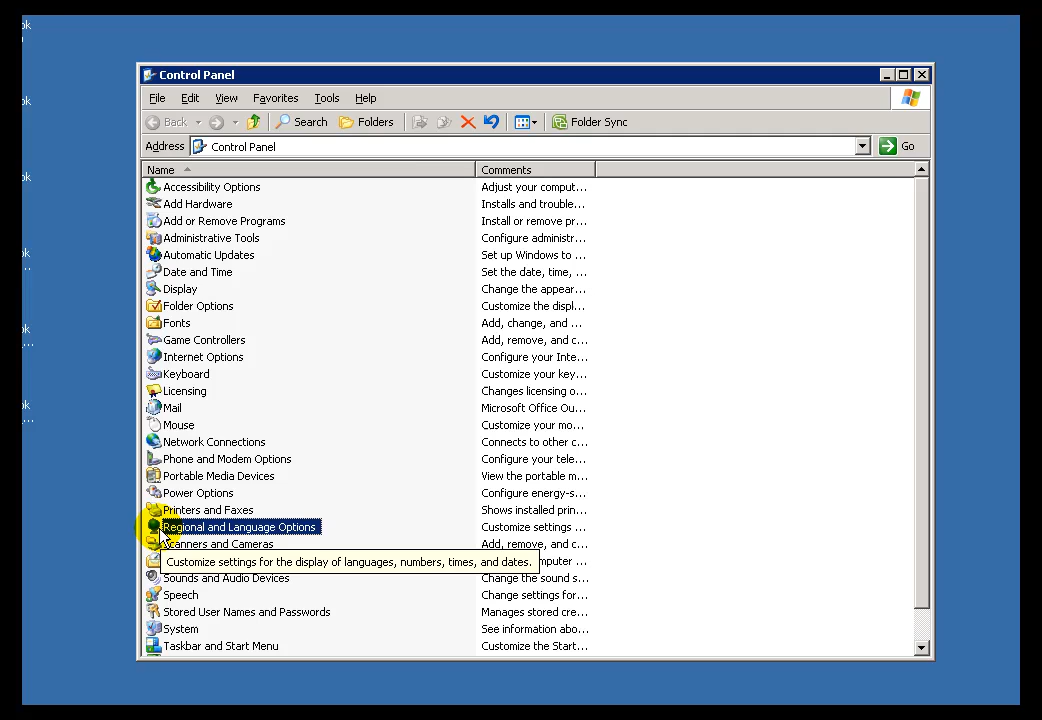 ok
ok
ok
ok
...
ok
...
ok
...
Control Panel
File Edit View Favorites Tools Help
Back Search Folders Folder Sync
Address Control Panel Go
Name Comments
Accessibility Options Adjust your comput...
Add Hardware Installs and trouble...
Add or Remove Programs Install or remove pr...
Administrative Tools Configure administr...
Automatic Updates Set up Windows to ...
Date and Time Set the date, time, ...
Display Change the appear...
Folder Options Customize the displ...
Fonts Add, change, and ...
Game Controllers Add, remove, and c...
Internet Options Configure your Inte...
Keyboard Customize your key...
Licensing Changes licensing o...
Mail Microsoft Office Ou...
Mouse Customize your mo...
Network Connections Connects to other c...
Phone and Modem Options Configure your tele...
Portable Media Devices View the portable m...
Power Options Configure energy-s...
Printers and Faxes Shows installed prin...
Regional and Language Options Customize settings ...
Scanners and Cameras Add, remove, and c...
Customize settings for the display of languages, numbers, times, and dates. mputer ...
Sounds and Audio Devices Change the sound s...
Speech Change settings for...
Stored User Names and Passwords Manages stored cre...
System See information abo...
Taskbar and Start Menu Customize the Start...